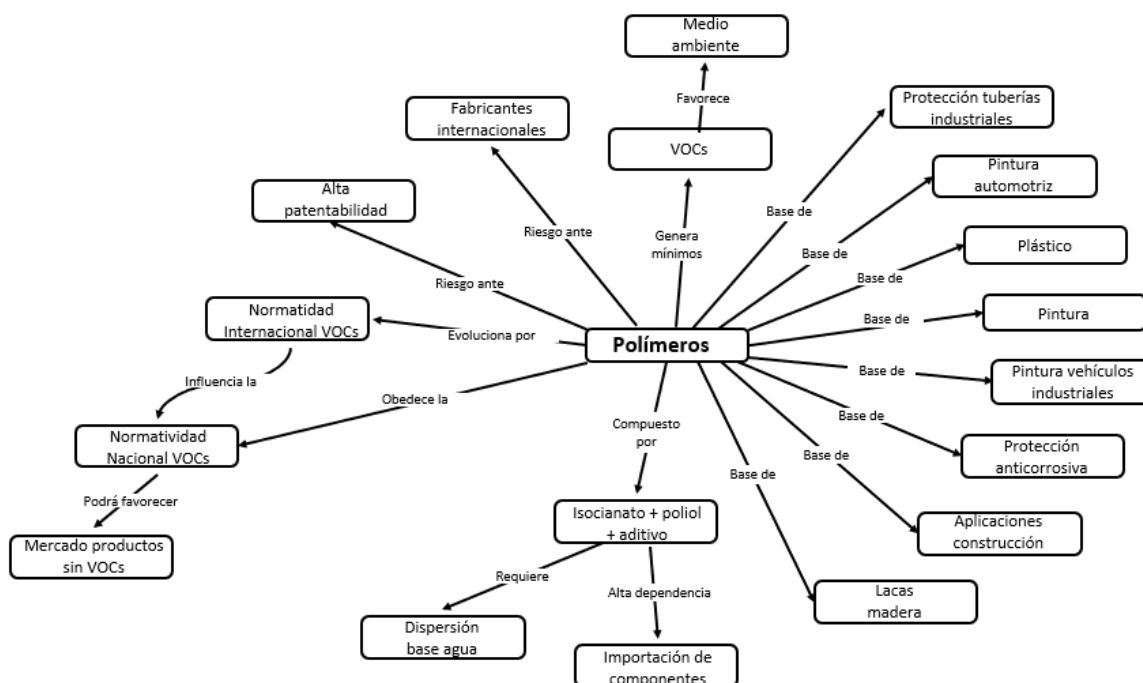 Medio
ambiente
Favorece
Fabricantes
internacionales
Protección tuberías
industriales
VOCs
Pintura
automotriz
Alta
patentabilidad
Base de
Riesgo ante
Genera
mínimos
Base de
Plástico
Riesgo ante
Base de
Normatidad
Internacional VOCs
Evoluciona por
Polímeros
Base de
Pintura
Influencia la
Obedece la
Base de
Pintura vehículos
industriales
Normatividad
Nacional VOCs
Compuesto
por
Base de
Protección
anticorrosiva
Base de
Base de
Podrá favorecer
Isocianato + poliol
+ aditivo
Aplicaciones
construcción
Mercado productos
sin VOCs
Requiere
Alta dependencia
Lacas
madera
Dispersión
base agua
Importación de
componentes